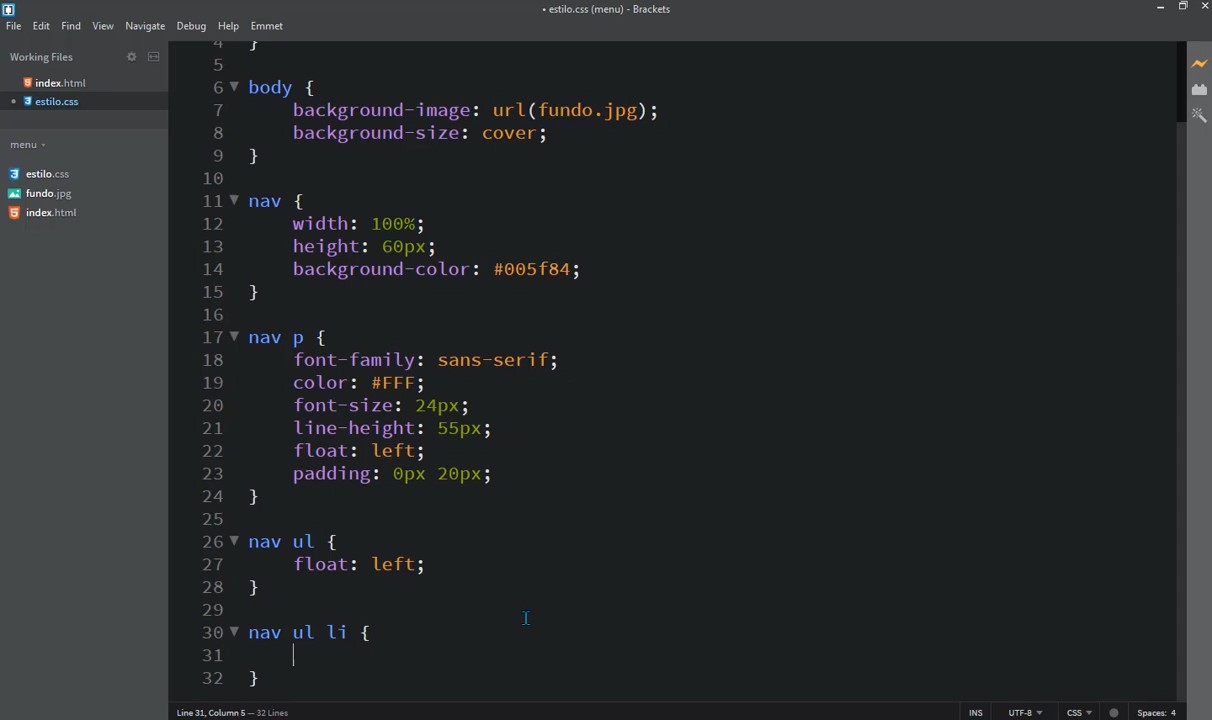 • estilo.css (menu) - Brackets
File Edit Find View Navigate Debug Help Emmet
Working Files
index.html
• estilo.css
menu
estilo.css
fundo.jpg
index.html
4 }
5
6 body {
7 background-image: url(fundo.jpg);
8 background-size: cover;
9 }
10
11 nav {
12 width: 100%;
13 height: 60px;
14 background-color: #005f84;
15 }
16
17 nav p {
18 font-family: sans-serif;
19 color: #FFF;
20 font-size: 24px;
21 line-height: 55px;
22 float: left;
23 padding: 0px 20px;
24 }
25
26 nav ul {
27 float: left;
28 }
29
30 nav ul li {
31
32 }
Line 31, Column 5 — 32 Lines INS UTF-8 CSS Spaces: 4